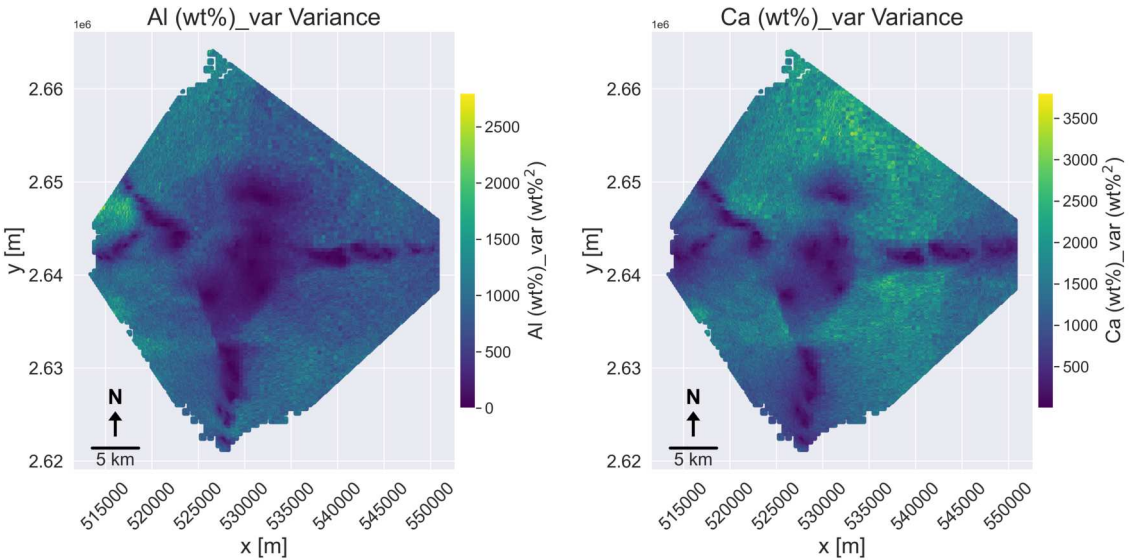 Al (wt%)_var Variance
1e6
2.66
2.65
2.64
2.63
2.62
y [m]
N
5 km
515000
520000
525000
530000
535000
540000
545000
550000
x [m]
2500
2000
1500
1000
500
0
Al (wt%)_var (wt%²)
Ca (wt%)_var Variance
1e6
2.66
2.65
2.64
2.63
2.62
y [m]
N
5 km
515000
520000
525000
530000
535000
540000
545000
550000
x [m]
3500
3000
2500
2000
1500
1000
500
Ca (wt%)_var (wt%²)